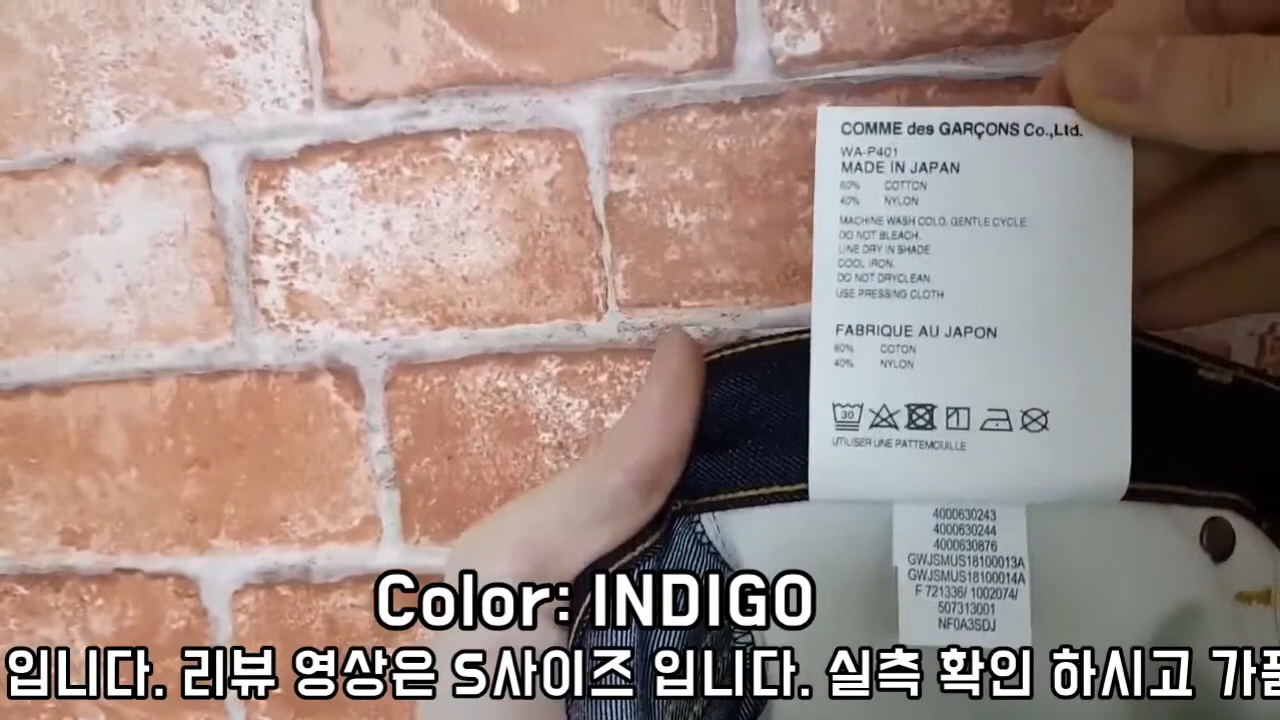 COMME des GARÇONS Co.,Ltd.
WA-P401
MADE IN JAPAN
60% COTTON
40% NYLON
MACHINE WASH COLD, GENTLE CYCLE.
DO NOT BLEACH.
LINE DRY IN SHADE
COOL IRON.
DO NOT DRYCLEAN.
USE PRESSING CLOTH
FABRIQUE AU JAPON
60% COTON
40% NYLON
30
UTILISER UNE PATTEMOUILLE
4000630243
4000630244
4000630876
GWJSMUS18100013A
GWJSMUS18100014A
F 721336/ 1002074/
507313001
NF0A3SDJ
Color: INDIGO
입니다. 리뷰 영상은 S사이즈 입니다. 실측 확인 하시고